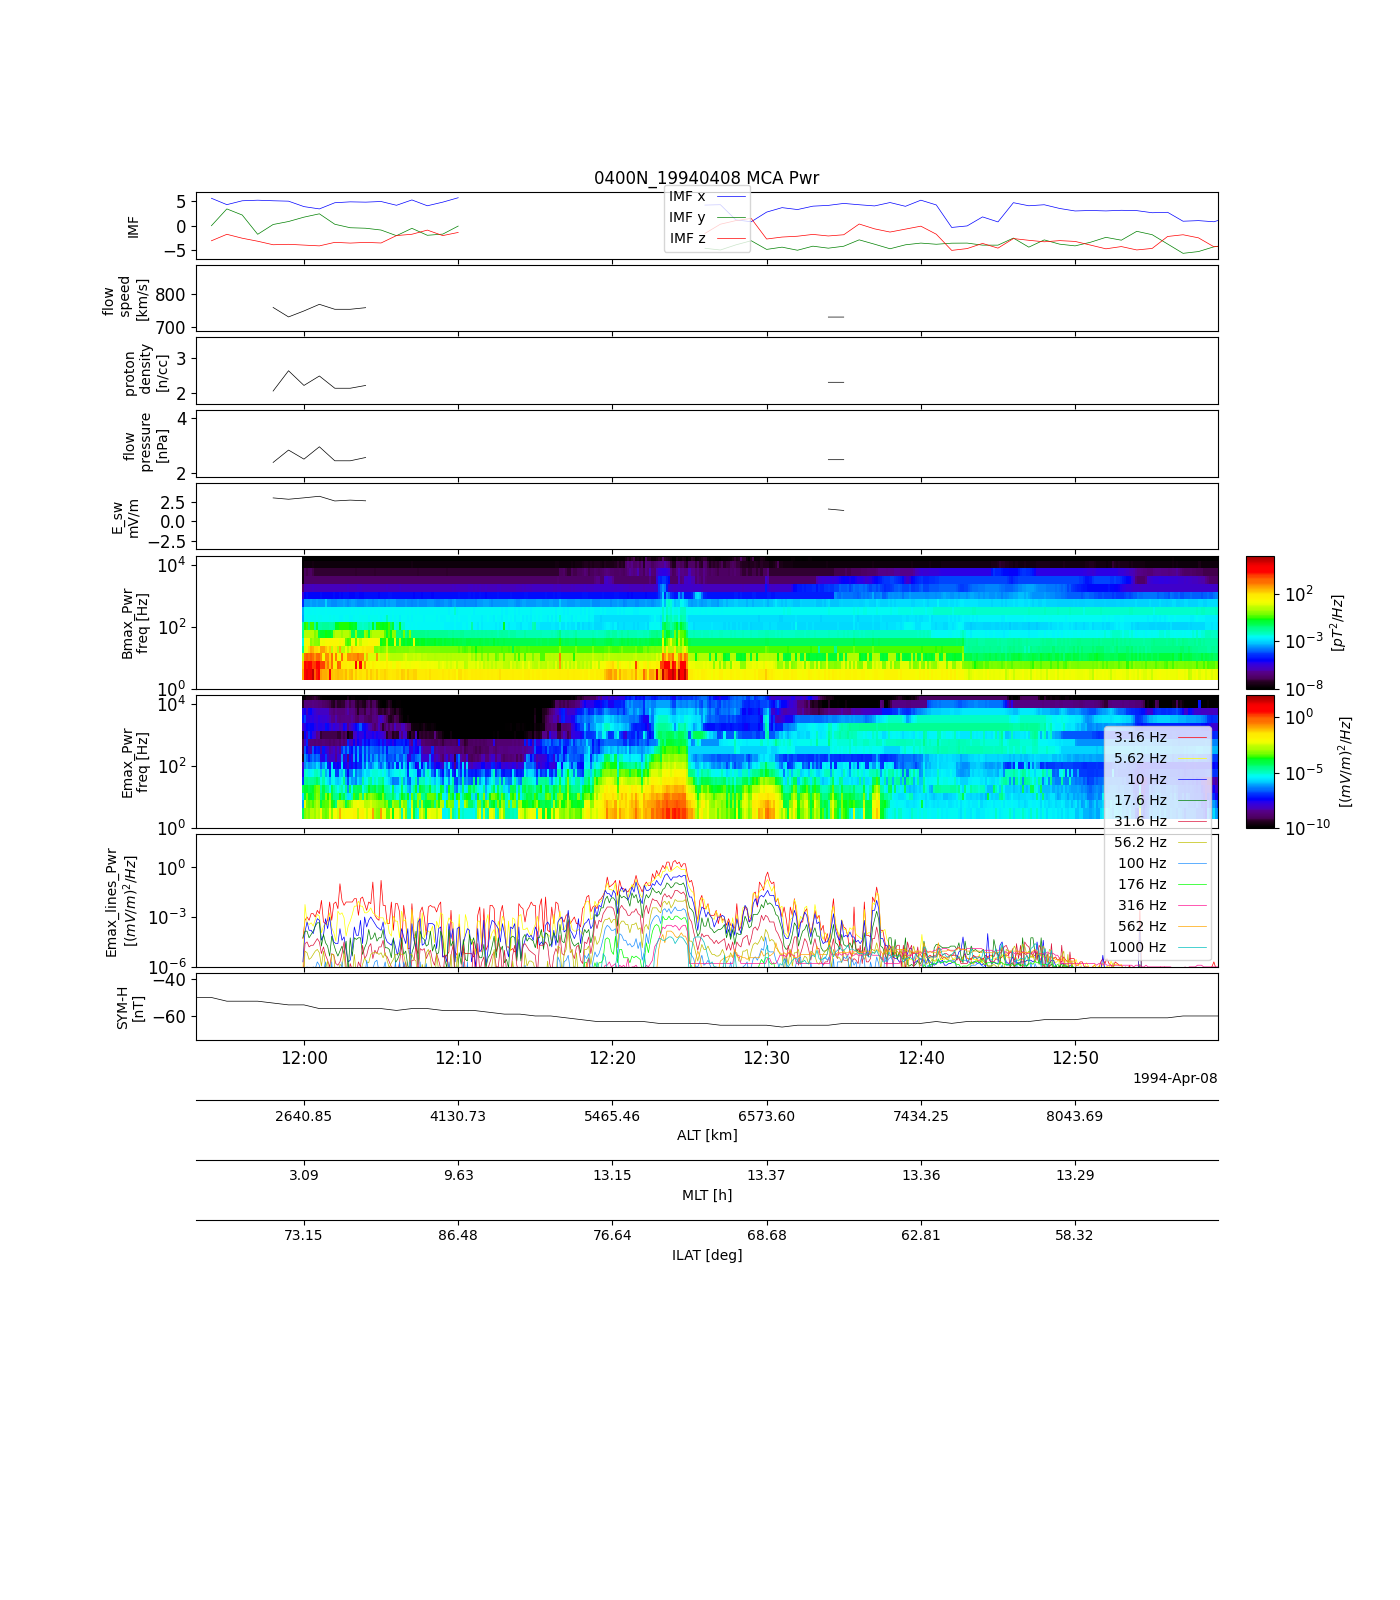 0400N_19940408 MCA Pwr
IMF
5
0
−5
IMF x
IMF y
IMF z
flow
speed
[km/s]
800
700
proton
density
[n/cc]
3
2
flow
pressure
[nPa]
4
2
E_sw
mV/m
2.5
0.0
−2.5
Bmax_Pwr
freq [Hz]
10^4
10^2
10^0
10^2
10^−3
10^−8
[pT^2/Hz]
Emax_Pwr
freq [Hz]
10^4
10^2
10^0
10^0
10^−5
10^−10
[(mV/m)^2/Hz]
3.16 Hz
5.62 Hz
10 Hz
17.6 Hz
31.6 Hz
56.2 Hz
100 Hz
176 Hz
316 Hz
562 Hz
1000 Hz
Emax_lines_Pwr
[(mV/m)^2/Hz]
10^0
10^−3
10^−6
SYM-H
[nT]
−40
−60
12:00 12:10 12:20 12:30 12:40 12:50
1994-Apr-08
2640.85 4130.73 5465.46 6573.60 7434.25 8043.69
ALT [km]
3.09 9.63 13.15 13.37 13.36 13.29
MLT [h]
73.15 86.48 76.64 68.68 62.81 58.32
ILAT [deg]